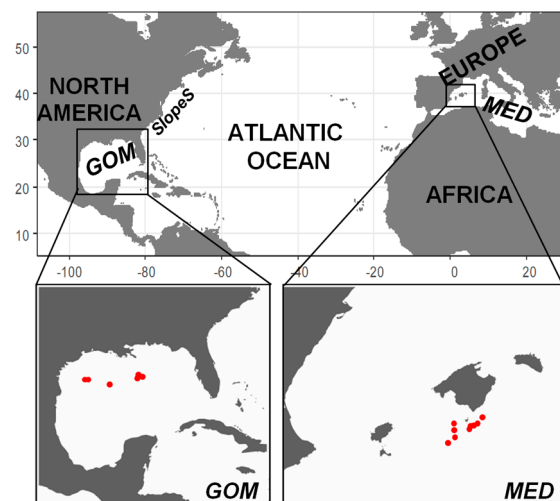 50
40
30
20
10
NORTH
AMERICA
SlopeS
GOM
ATLANTIC
OCEAN
EUROPE
MED
AFRICA
-100
-80
-60
-40
-20
0
20
GOM
MED